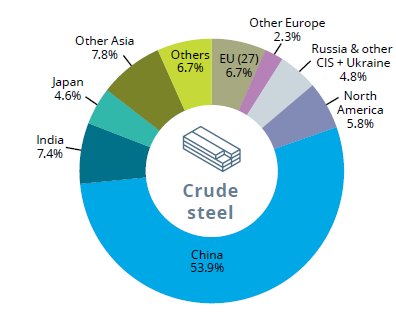 Other Europe
2.3%
Other Asia
7.8%
Others
6.7%
EU (27)
6.7%
Russia & other
CIS + Ukraine
4.8%
Japan
4.6%
North
America
5.8%
India
7.4%
Crude
steel
China
53.9%